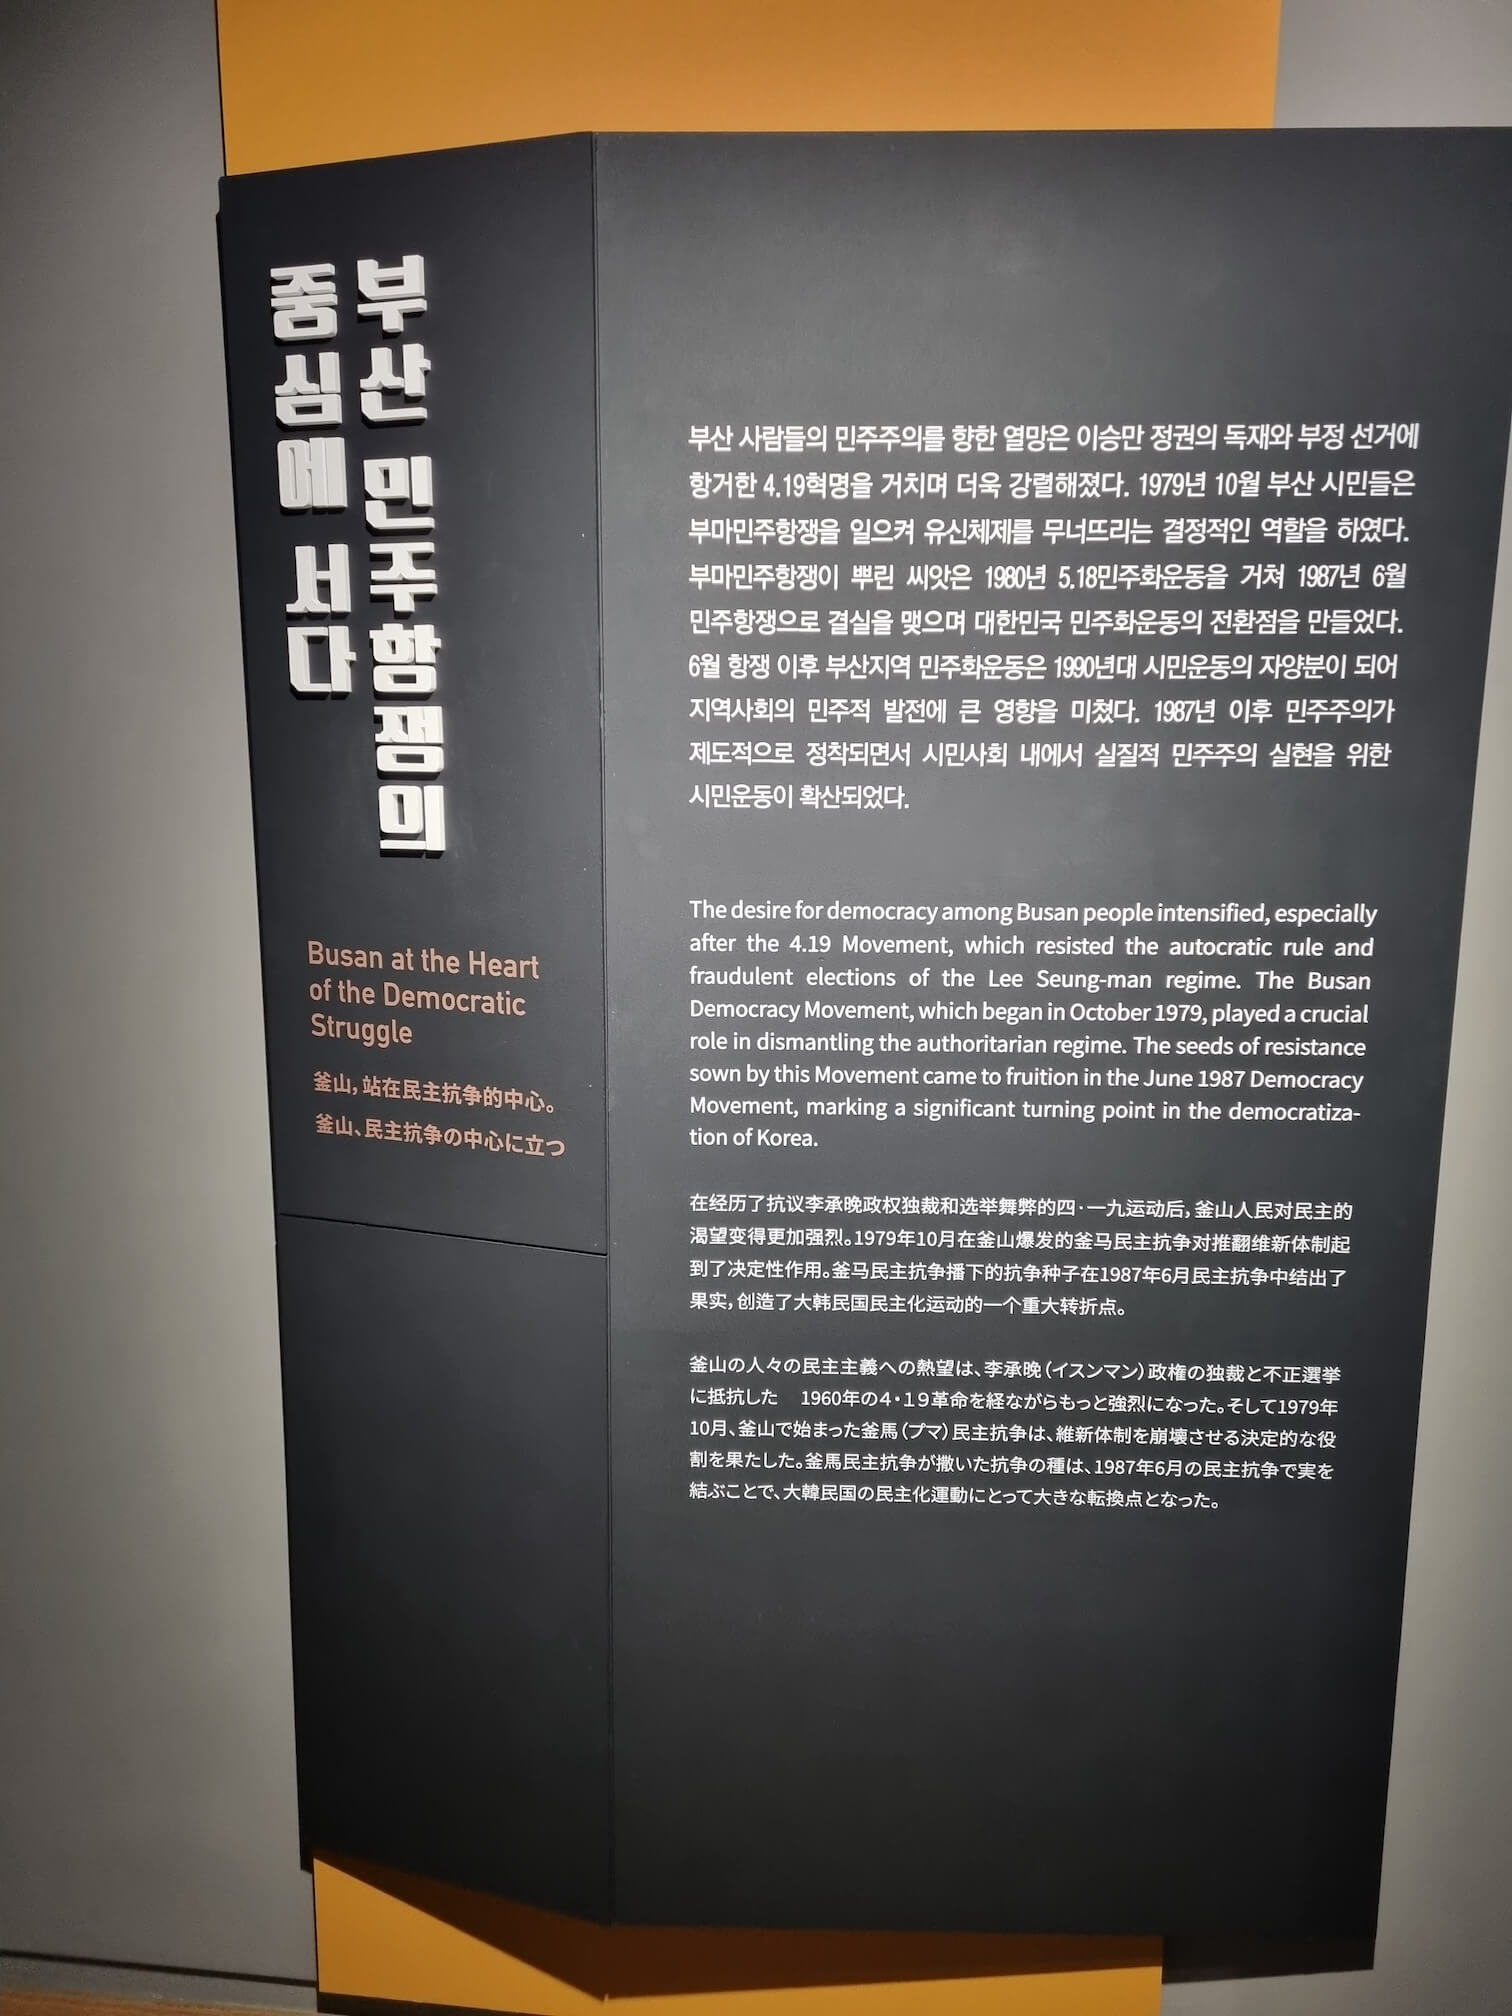 부산 민주항쟁의
중심에 서다
Busan at the Heart
of the Democratic
Struggle
釜山，站在民主抗争的中心。
釜山、民主抗争の中心に立つ
부산 사람들의 민주주의를 향한 열망은 이승만 정권의 독재와 부정 선거에
항거한 4.19혁명을 거치며 더욱 강렬해졌다. 1979년 10월 부산 시민들은
부마민주항쟁을 일으켜 유신체제를 무너뜨리는 결정적인 역할을 하였다.
부마민주항쟁이 뿌린 씨앗은 1980년 5.18민주화운동을 거쳐 1987년 6월
민주항쟁으로 결실을 맺으며 대한민국 민주화운동의 전환점을 만들었다.
6월 항쟁 이후 부산지역 민주화운동은 1990년대 시민운동의 자양분이 되어
지역사회의 민주적 발전에 큰 영향을 미쳤다. 1987년 이후 민주주의가
제도적으로 정착되면서 시민사회 내에서 실질적 민주주의 실현을 위한
시민운동이 확산되었다.
The desire for democracy among Busan people intensified, especially
after the 4.19 Movement, which resisted the autocratic rule and
fraudulent elections of the Lee Seung-man regime. The Busan
Democracy Movement, which began in October 1979, played a crucial
role in dismantling the authoritarian regime. The seeds of resistance
sown by this Movement came to fruition in the June 1987 Democracy
Movement, marking a significant turning point in the democratiza-
tion of Korea.
在经历了抗议李承晚政权独裁和选举舞弊的四·一九运动后，釜山人民对民主的
渴望变得更加强烈。1979年10月在釜山爆发的釜马民主抗争对推翻维新体制起
到了决定性作用。釜马民主抗争播下的抗争种子在1987年6月民主抗争中结出了
果实，创造了大韩民国民主化运动的一个重大转折点。
釜山の人々の民主主義への熱望は、李承晩（イスンマン）政権の独裁と不正選挙
に抵抗した　1960年の４・１９革命を経ながらもっと強烈になった。そして1979年
10月、釜山で始まった釜馬（プマ）民主抗争は、維新体制を崩壊させる決定的な役
割を果たした。釜馬民主抗争が撒いた抗争の種は、1987年6月の民主抗争で実を
結ぶことで、大韓民国の民主化運動にとって大きな転換点となった。